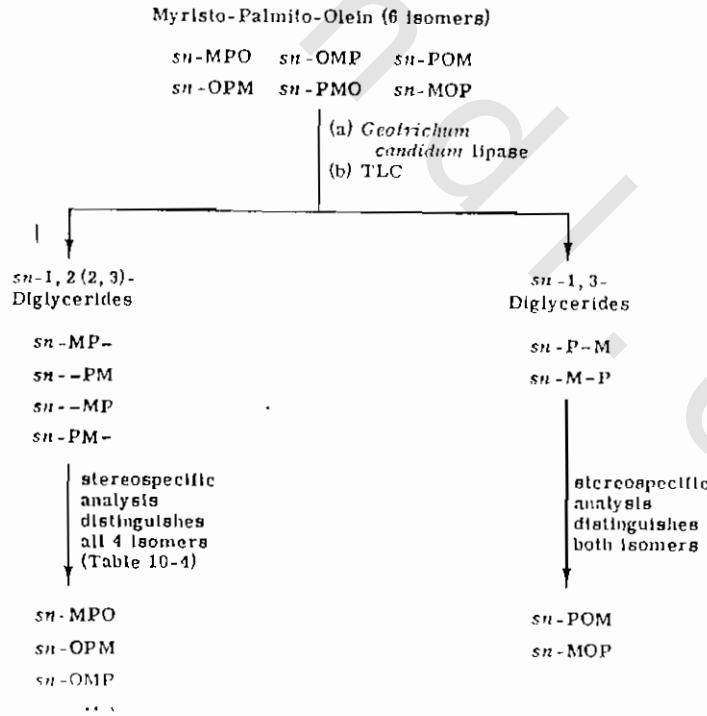 Myristo-Palmito-Olein (6 isomers)
sn-MPO sn-OMP sn-POM
sn-OPM sn-PMO sn-MOP
(a) Geotrichum
candidum lipase
(b) TLC
sn-1, 2 (2, 3)-
Diglycerides
sn-MP-
sn--PM
sn--MP
sn-PM-
stereospecific
analysis
distinguishes
all 4 isomers
(Table 10-4)
sn-MPO
sn-OPM
sn-OMP
sn-1, 3-
Diglycerides
sn-P-M
sn-M-P
stereospecific
analysis
distinguishes
both isomers
sn-POM
sn-MOP